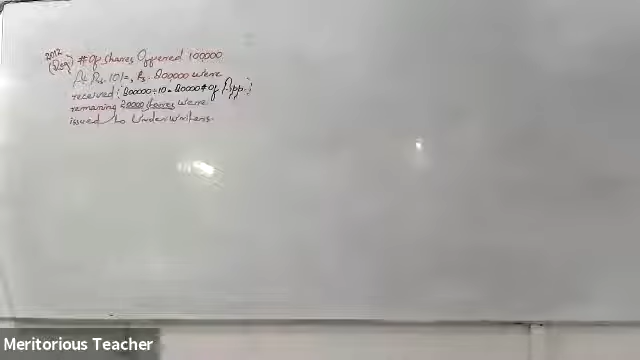 2012
(Reg) # of Shares Offered 100000
At Rs. 10/=, Rs. 800000 were
received (800000÷10 = 80000 # of App.)
remaining 20000 shares were
issued to Underwriters.
Meritorious Teacher